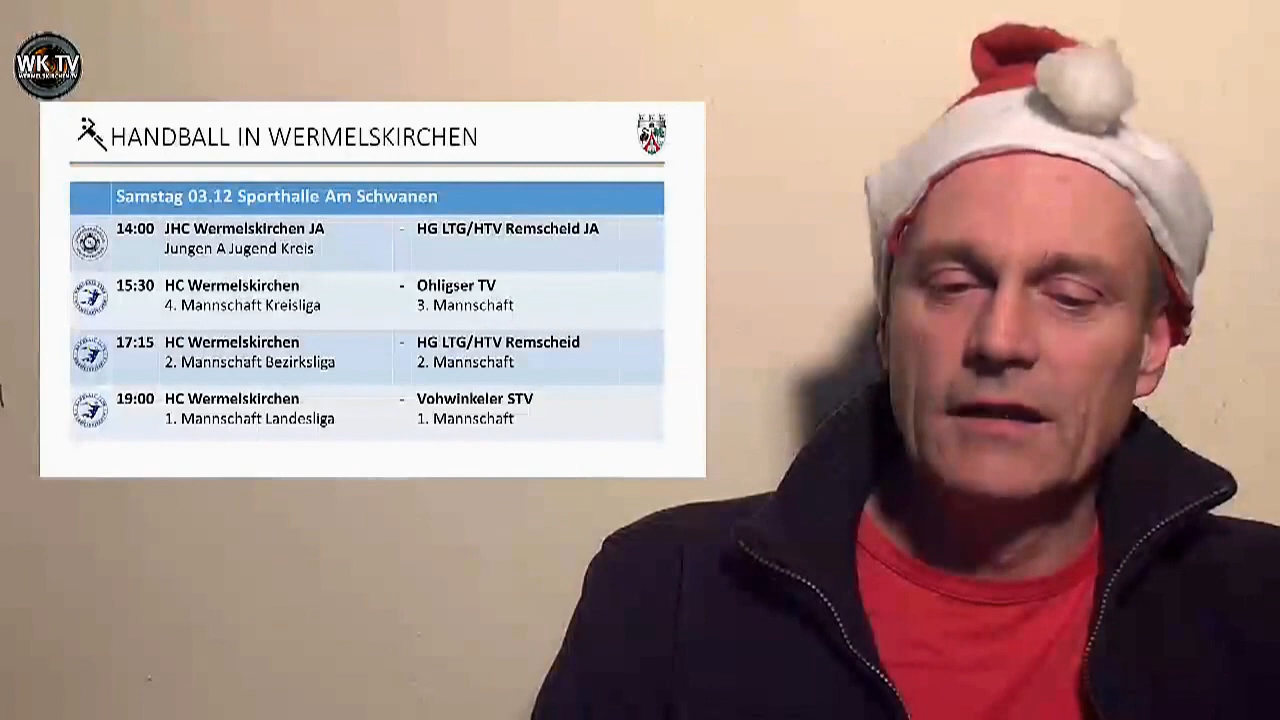 WK TV
WERMELSKIRCHEN.TV
HANDBALL IN WERMELSKIRCHEN
Samstag 03.12 Sporthalle Am Schwanen
14:00 JHC Wermelskirchen JA - HG LTG/HTV Remscheid JA
Jungen A Jugend Kreis
15:30 HC Wermelskirchen - Ohligser TV
4. Mannschaft Kreisliga 3. Mannschaft
17:15 HC Wermelskirchen - HG LTG/HTV Remscheid
2. Mannschaft Bezirksliga 2. Mannschaft
19:00 HC Wermelskirchen - Vohwinkeler STV
1. Mannschaft Landesliga 1. Mannschaft